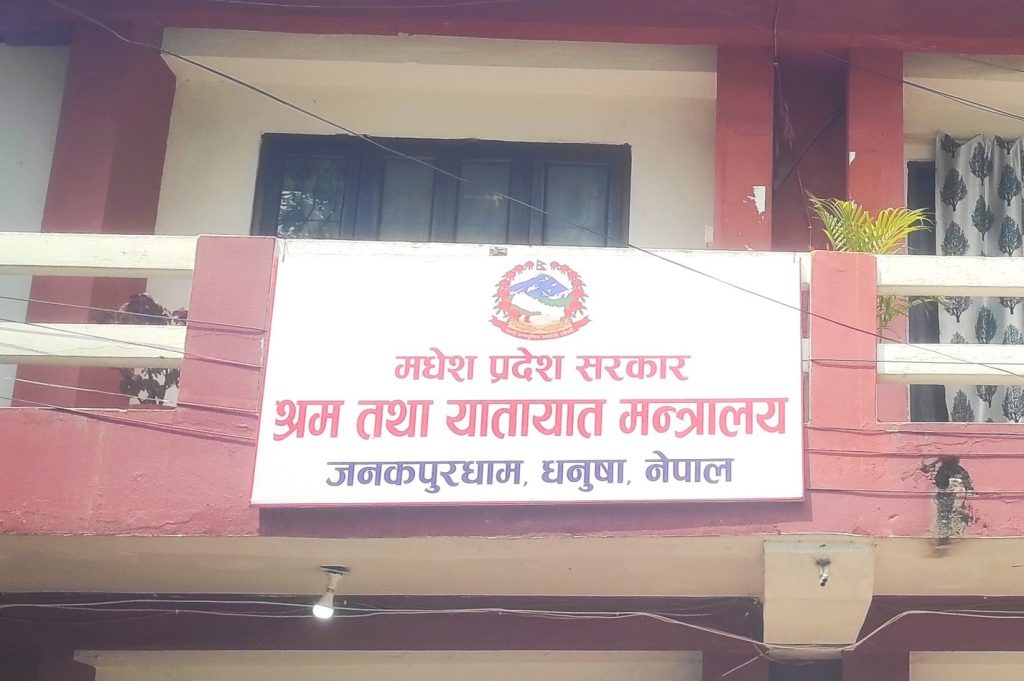 मधेश प्रदेश सरकार
श्रम तथा यातायात मन्त्रालय
जनकपुरधाम, धनुषा, नेपाल